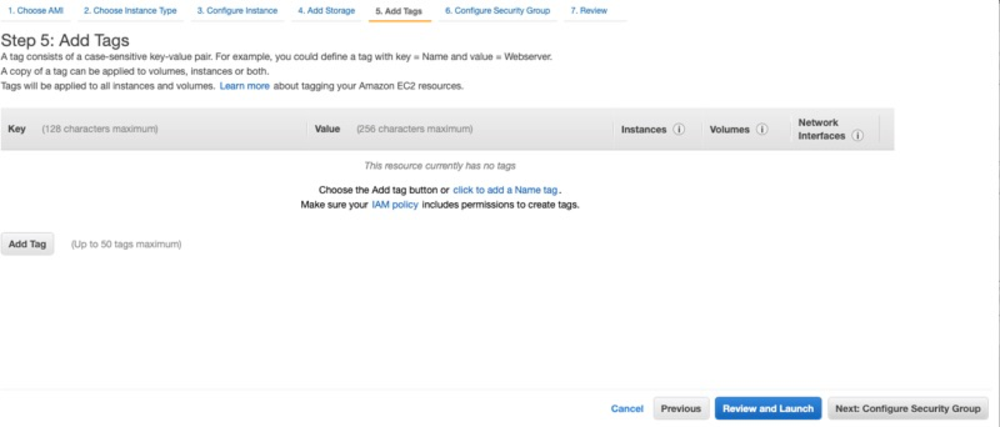 1. Choose AMI 2. Choose Instance Type 3. Configure Instance 4. Add Storage 5. Add Tags 6. Configure Security Group 7. Review
Step 5: Add Tags
A tag consists of a case-sensitive key-value pair. For example, you could define a tag with key = Name and value = Webserver.
A copy of a tag can be applied to volumes, instances or both.
Tags will be applied to all instances and volumes. Learn more about tagging your Amazon EC2 resources.
Key (128 characters maximum) Value (256 characters maximum) Instances i Volumes i Network
Interfaces i
This resource currently has no tags
Choose the Add tag button or click to add a Name tag.
Make sure your IAM policy includes permissions to create tags.
Add Tag (Up to 50 tags maximum)
Cancel Previous Review and Launch Next: Configure Security Group